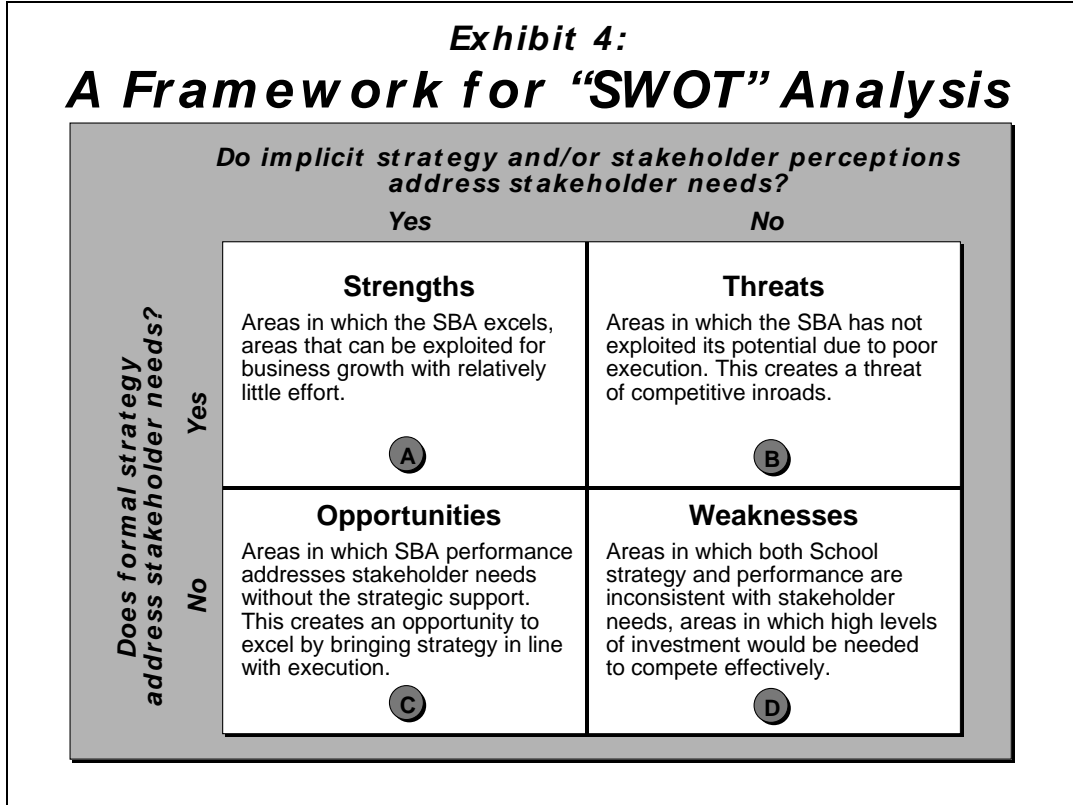 Exhibit 4:
A Framework for “SWOT” Analysis
Do implicit strategy and/or stakeholder perceptions
address stakeholder needs?
Yes
No
Does formal strategy
address stakeholder needs?
Yes
No
Strengths
Areas in which the SBA excels,
areas that can be exploited for
business growth with relatively
little effort.
A
Threats
Areas in which the SBA has not
exploited its potential due to poor
execution. This creates a threat
of competitive inroads.
B
Opportunities
Areas in which SBA performance
addresses stakeholder needs
without the strategic support.
This creates an opportunity to
excel by bringing strategy in line
with execution.
C
Weaknesses
Areas in which both School
strategy and performance are
inconsistent with stakeholder
needs, areas in which high levels
of investment would be needed
to compete effectively.
D